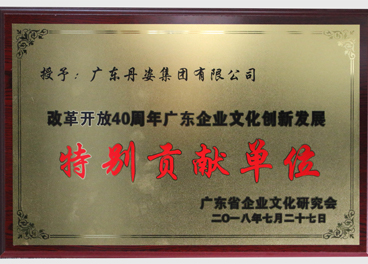 授予：广东丹姿集团有限公司
改革开放40周年广东企业文化创新发展
特别贡献单位
广东省企业文化研究会
二〇一八年七月二十七日